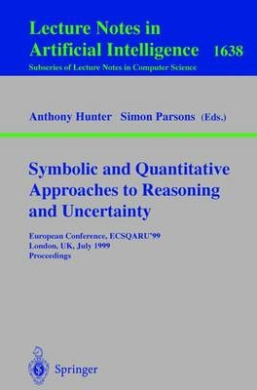 Lecture Notes in
Artificial Intelligence 1638
Subseries of Lecture Notes in Computer Science
Anthony Hunter Simon Parsons (Eds.)
Symbolic and Quantitative
Approaches to Reasoning
and Uncertainty
European Conference, ECSQARU'99
London, UK, July 1999
Proceedings
Springer